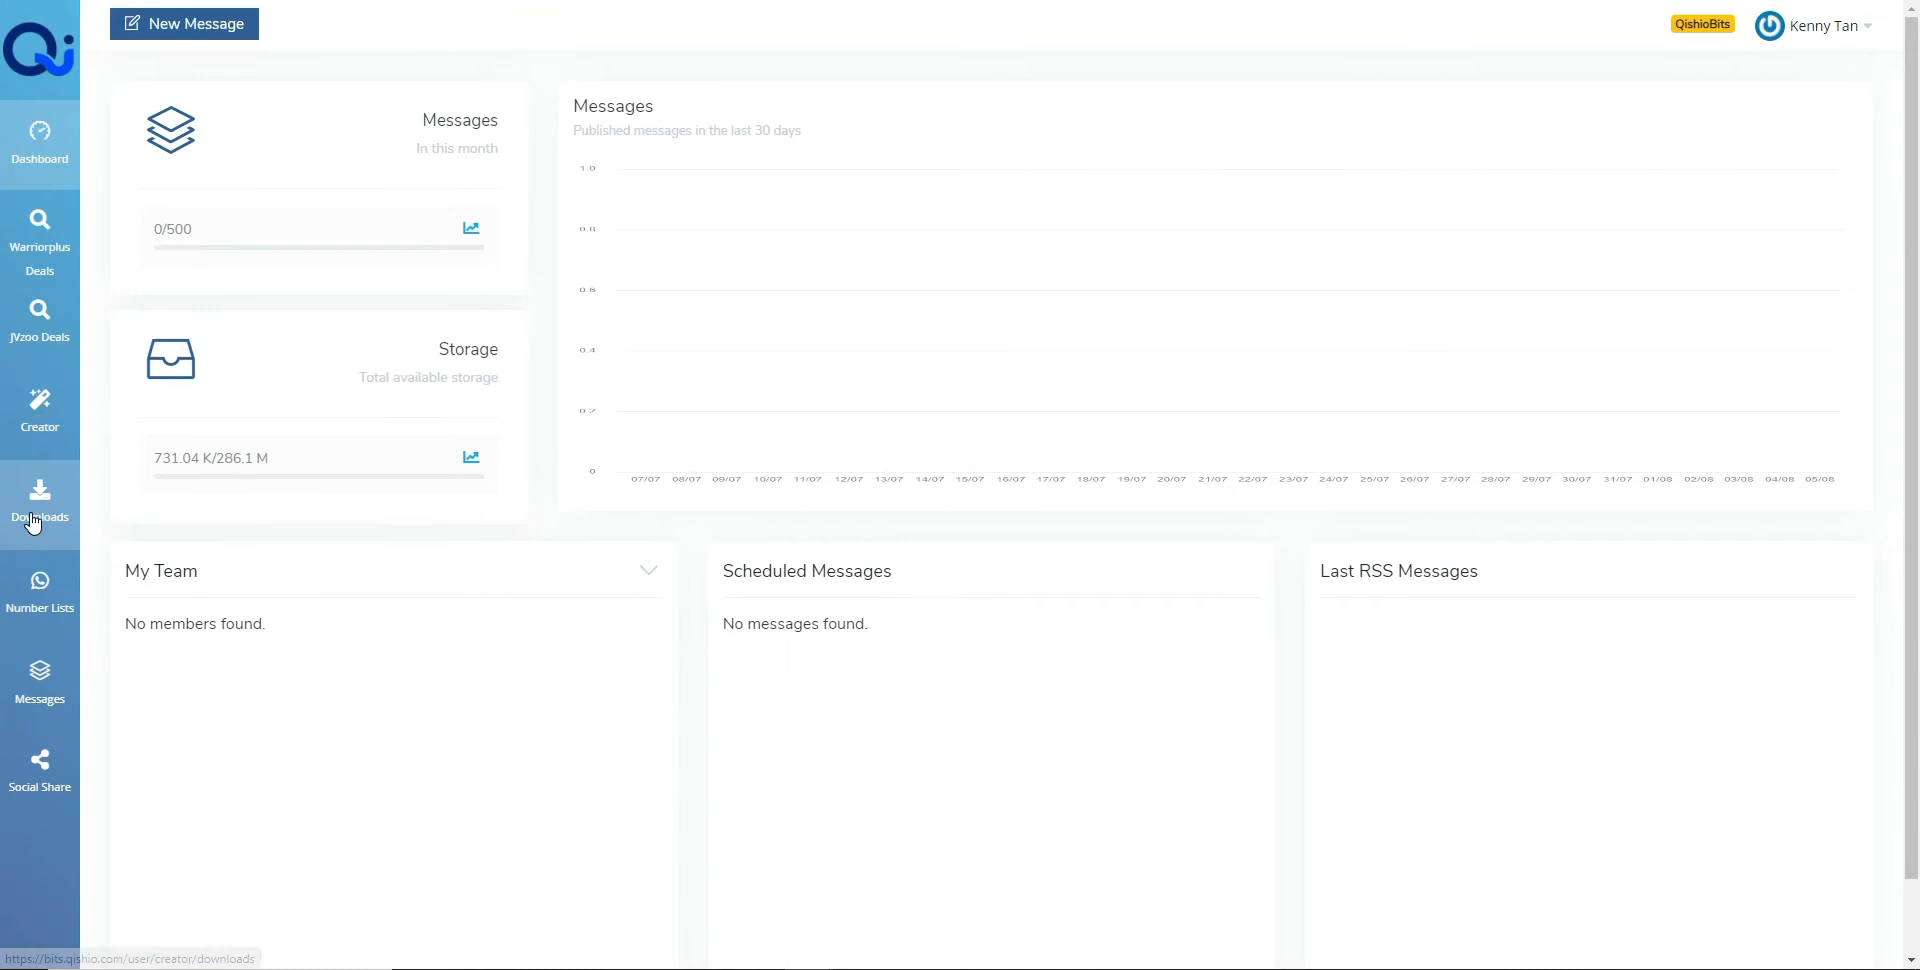 New Message
QishioBits
Kenny Tan
Qi
Dashboard
Warriorplus
Deals
JVzoo Deals
Creator
Downloads
Number Lists
Messages
Social Share
Messages
In this month
0/500
Storage
Total available storage
731.04 K/286.1 M
Messages
Published messages in the last 30 days
1.0
0.8
0.6
0.4
0.2
0
07/07 08/07 09/07 10/07 11/07 12/07 13/07 14/07 15/07 16/07 17/07 18/07 19/07 20/07 21/07 22/07 23/07 24/07 25/07 26/07 27/07 28/07 29/07 30/07 31/07 01/08 02/08 03/08 04/08 05/08
My Team
No members found.
Scheduled Messages
No messages found.
Last RSS Messages
https://bits.qishio.com/user/creator/downloads